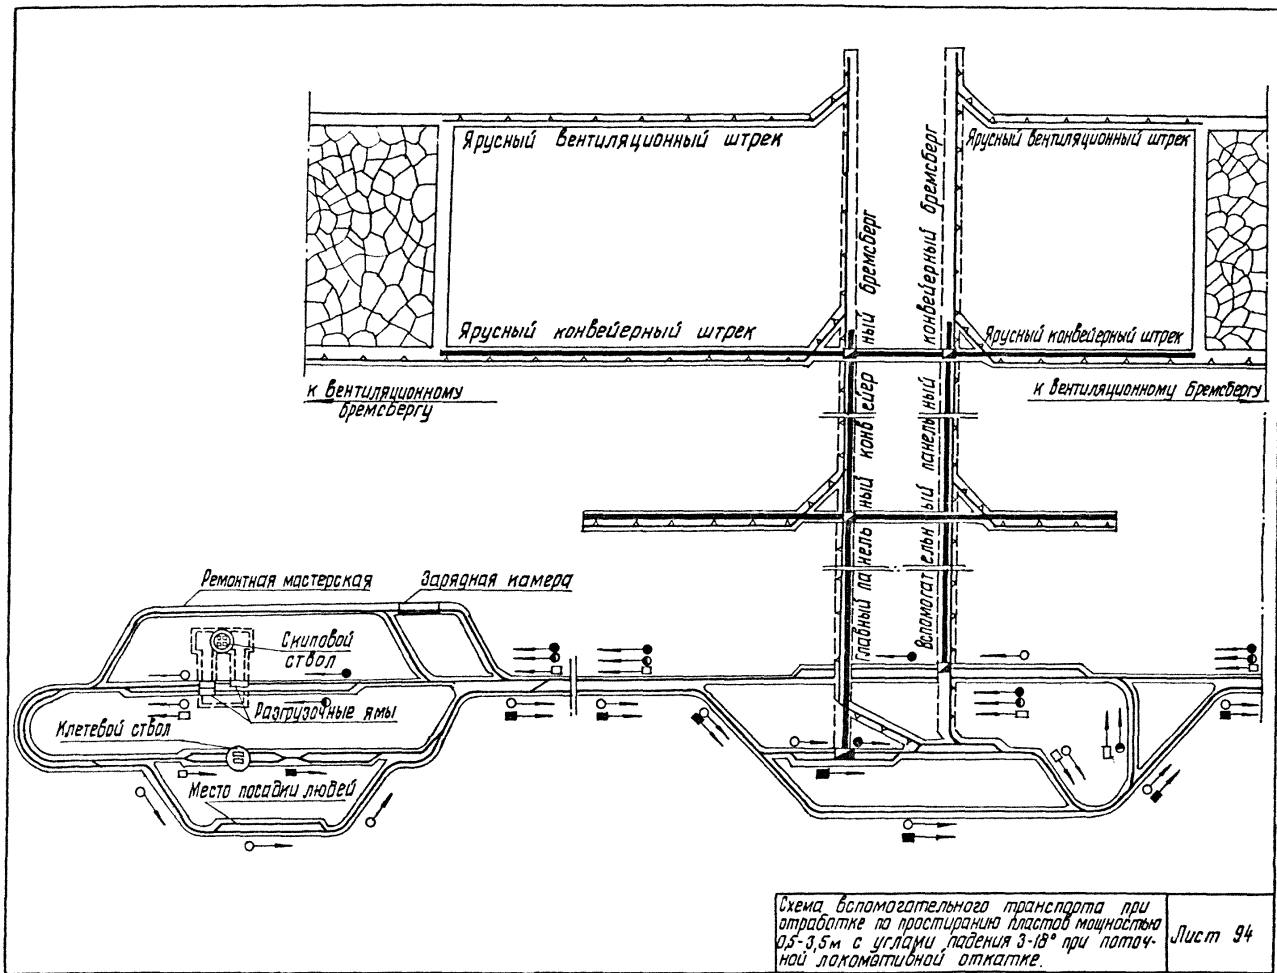 Ярусный вентиляционный штрек
Ярусный вентиляционный штрек
Ярусный конвейерный штрек
Ярусный конвейерный штрек
к вентиляционному
бремсбергу
к вентиляционному бремсбергу
Главный панельный конвейерный бремсберг
Вспомогательный панельный конвейерный бремсберг
Ремонтная мастерская
Зарядная камера
Скиповой
ствол
Разгрузочные ямы
Клетевой ствол
Место посадки людей
Схема вспомогательного транспорта при
отработке по простиранию пластов мощностью
0,5-3,5м с углами падения 3-18° при поточ-
ной локомотивной откатке.
Лист 94